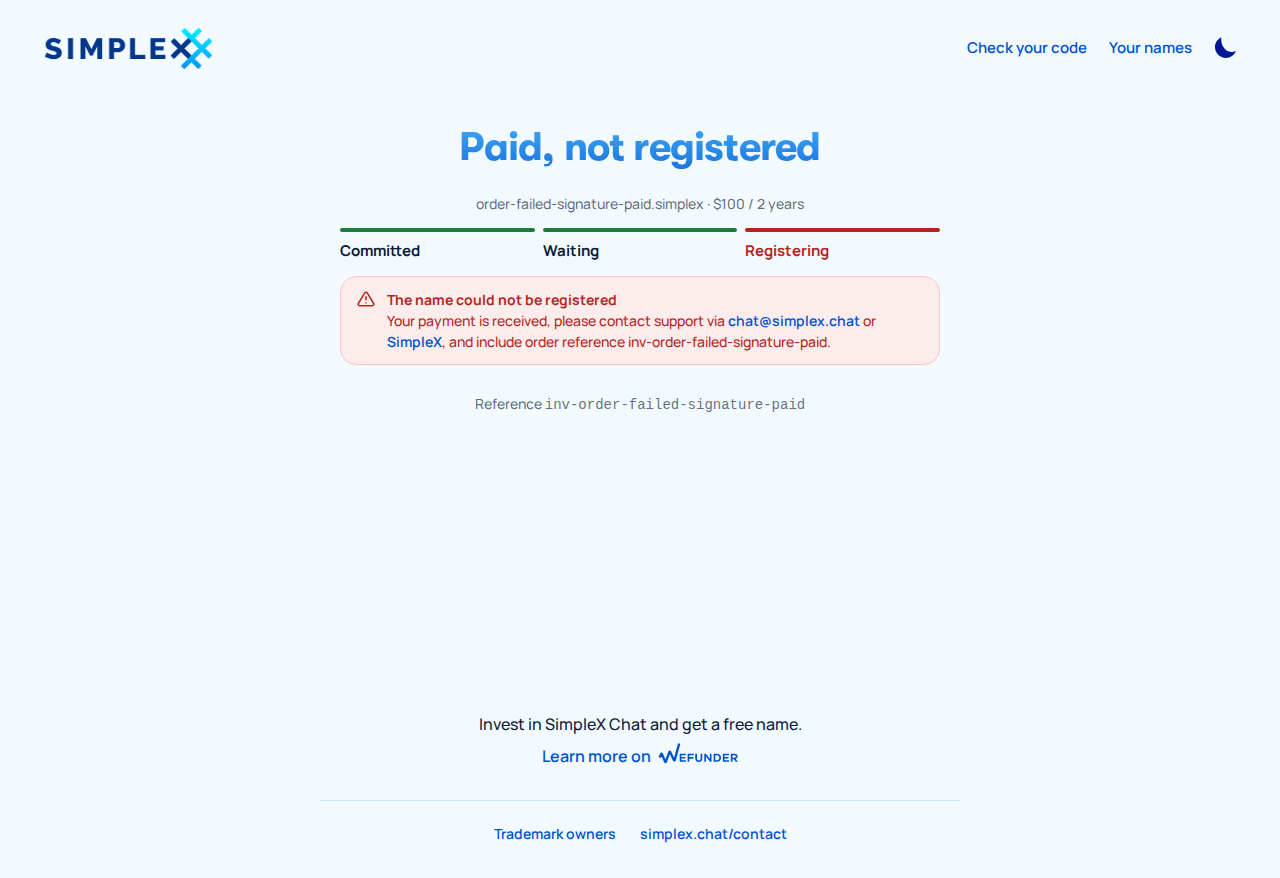 SIMPLEX
Check your code
Your names
Paid, not registered
order-failed-signature-paid.simplex · $100 / 2 years
Committed
Waiting
Registering
The name could not be registered
Your payment is received, please contact support via chat@simplex.chat or
SimpleX, and include order reference inv-order-failed-signature-paid.
Reference inv-order-failed-signature-paid
Invest in SimpleX Chat and get a free name.
Learn more on WEFUNDER
Trademark owners
simplex.chat/contact